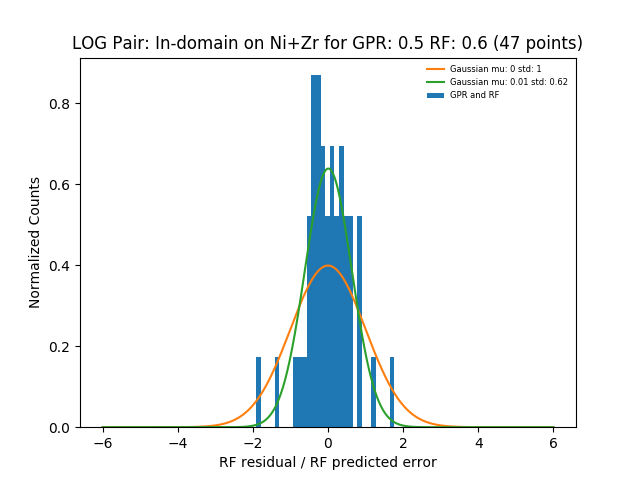 LOG Pair: In-domain on Ni+Zr for GPR: 0.5 RF: 0.6 (47 points)
Gaussian mu: 0 std: 1
Gaussian mu: 0.01 std: 0.62
GPR and RF
Normalized Counts
0.8
0.6
0.4
0.2
0.0
−6 −4 −2 0 2 4 6
RF residual / RF predicted error